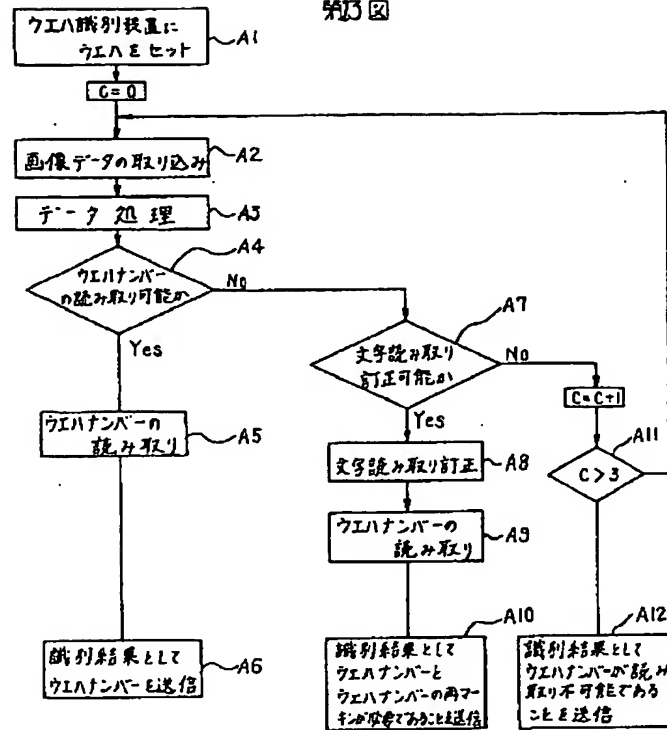 第13図
ウエハ識別装置に
ウエハをセット
A1
C=0
画像データの取り込み
A2
データ処理
A3
ウエハナンバー
の読み取り可能か
A4
No
Yes
文字読み取り
訂正可能か
A7
No
Yes
C=C+1
ウエハナンバーの
読み取り
A5
文字読み取り訂正
A8
C>3
A11
ウエハナンバーの
読み取り
A9
識別結果として
ウエハナンバーを送信
A6
識別結果として
ウエハナンバーと
ウエハナンバーの再マー
キングが必要であることを送信
A10
識別結果として
ウエハナンバーが読み
取り不可能である
ことを送信
A12